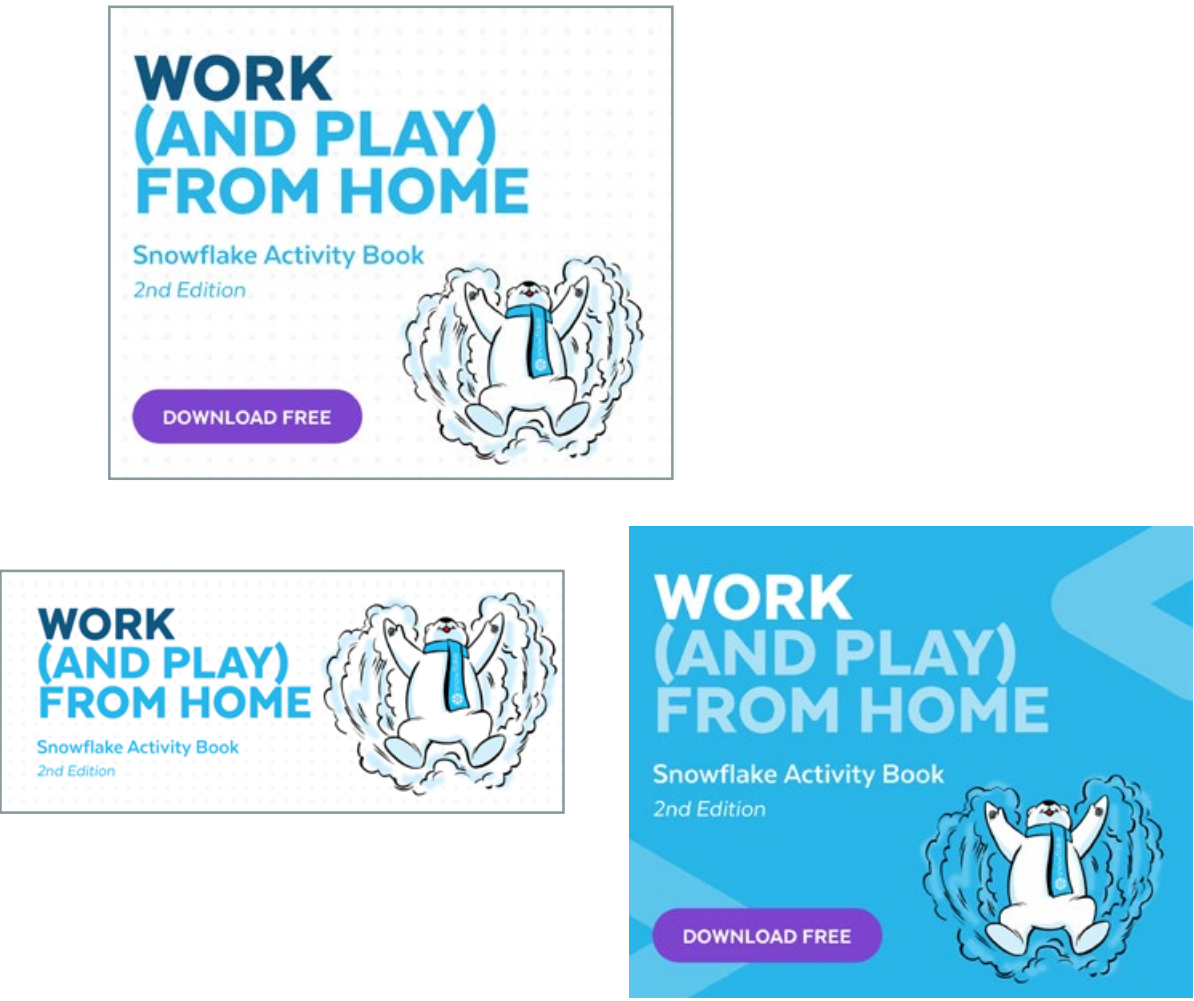 WORK
(AND PLAY)
FROM HOME
Snowflake Activity Book
2nd Edition
DOWNLOAD FREE
WORK
(AND PLAY)
FROM HOME
Snowflake Activity Book
2nd Edition
WORK
(AND PLAY)
FROM HOME
Snowflake Activity Book
2nd Edition
DOWNLOAD FREE